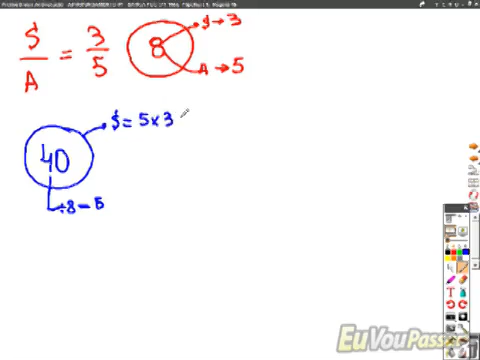 S/A = 3/5
8
S → 3
A → 5
40
S = 5 x 3
÷8 = 5
EuVouPassar